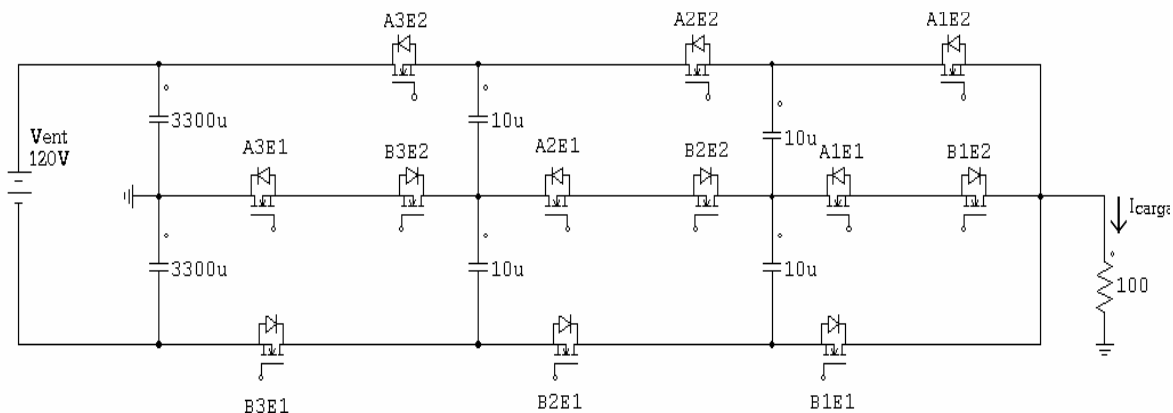 A3E2
A2E2
A1E2
3300u
10u
10u
Vent
120V
A3E1
B3E2
A2E1
B2E2
A1E1
B1E2
Icarga
3300u
10u
10u
100
B3E1
B2E1
B1E1